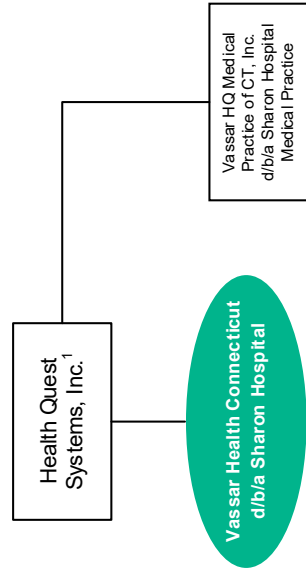 Health Quest
Systems, Inc.1
Vassar Health Connecticut
d/b/a Sharon Hospital
Vassar HQ Medical
Practice of CT, Inc.
d/b/a Sharon Hospital
Medical Practice